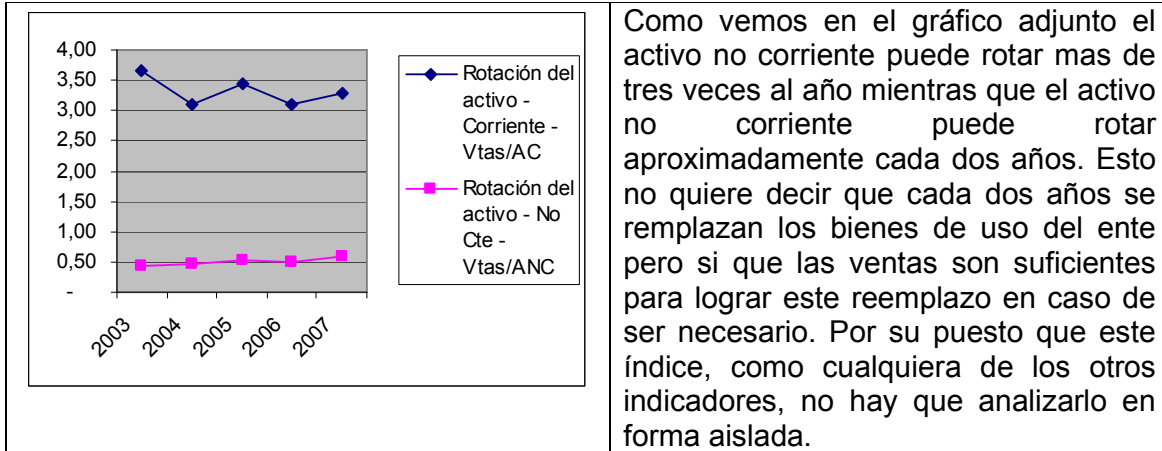 4,00
3,50
3,00
2,50
2,00
1,50
1,00
0,50
-
2003
2004
2005
2006
2007
Rotación del
activo -
Corriente -
Vtas/AC
Rotación del
activo - No
Cte -
Vtas/ANC
Como vemos en el gráfico adjunto el
activo no corriente puede rotar mas de
tres veces al año mientras que el activo
no corriente puede rotar
aproximadamente cada dos años. Esto
no quiere decir que cada dos años se
remplazan los bienes de uso del ente
pero si que las ventas son suficientes
para lograr este reemplazo en caso de
ser necesario. Por su puesto que este
índice, como cualquiera de los otros
indicadores, no hay que analizarlo en
forma aislada.